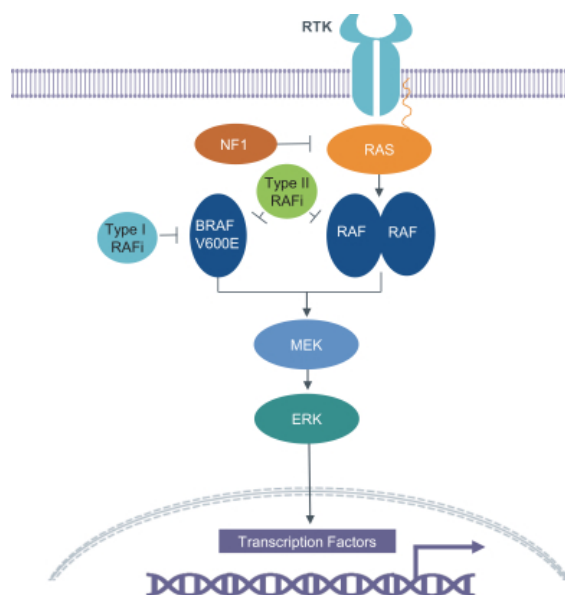 RTK
NF1
RAS
Type II
RAFi
Type I
RAFi
BRAF
V600E
RAF
RAF
MEK
ERK
Transcription Factors